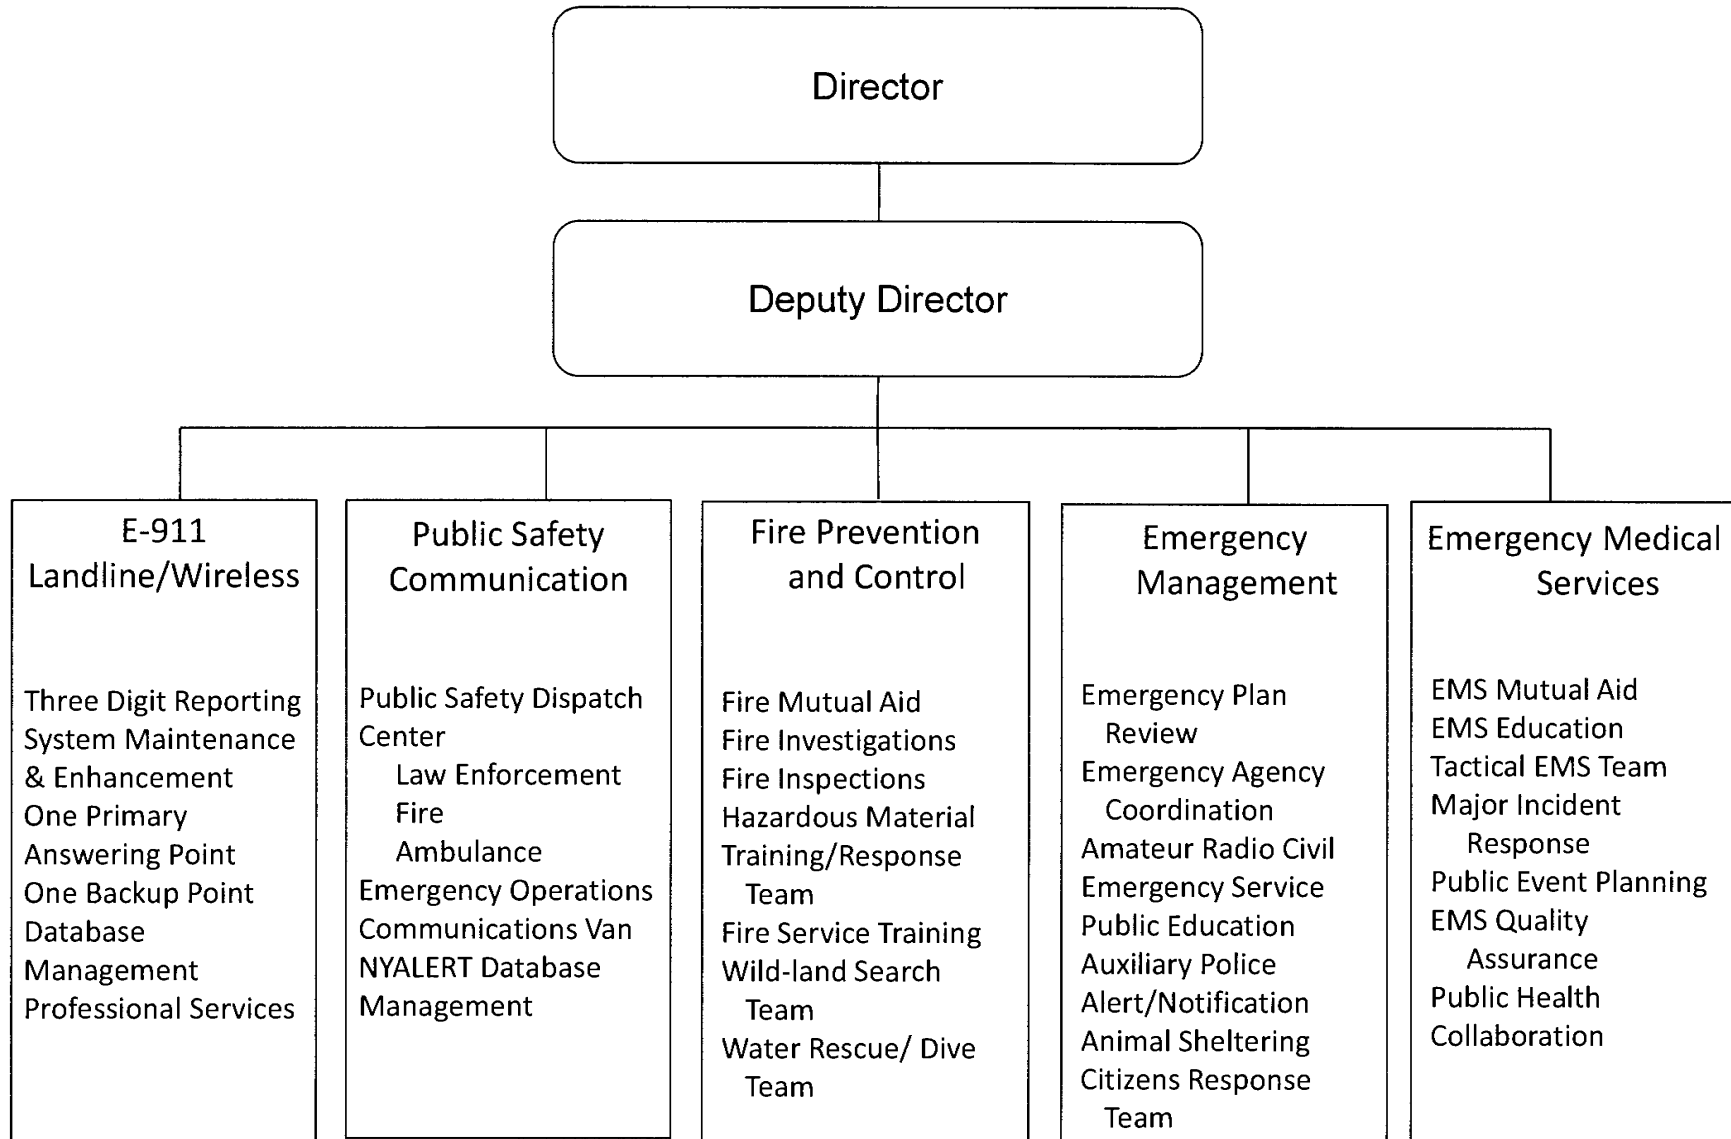 Director
Deputy Director
E-911
Landline/Wireless
Three Digit Reporting
System Maintenance
& Enhancement
One Primary
Answering Point
One Backup Point
Database
Management
Professional Services
Public Safety
Communication
Public Safety Dispatch
Center
Law Enforcement
Fire
Ambulance
Emergency Operations
Communications Van
NYALERT Database
Management
Fire Prevention
and Control
Fire Mutual Aid
Fire Investigations
Fire Inspections
Hazardous Material
Training/Response
Team
Fire Service Training
Wild-land Search
Team
Water Rescue/ Dive
Team
Emergency
Management
Emergency Plan
Review
Emergency Agency
Coordination
Amateur Radio Civil
Emergency Service
Public Education
Auxiliary Police
Alert/Notification
Animal Sheltering
Citizens Response
Team
Emergency Medical
Services
EMS Mutual Aid
EMS Education
Tactical EMS Team
Major Incident
Response
Public Event Planning
EMS Quality
Assurance
Public Health
Collaboration